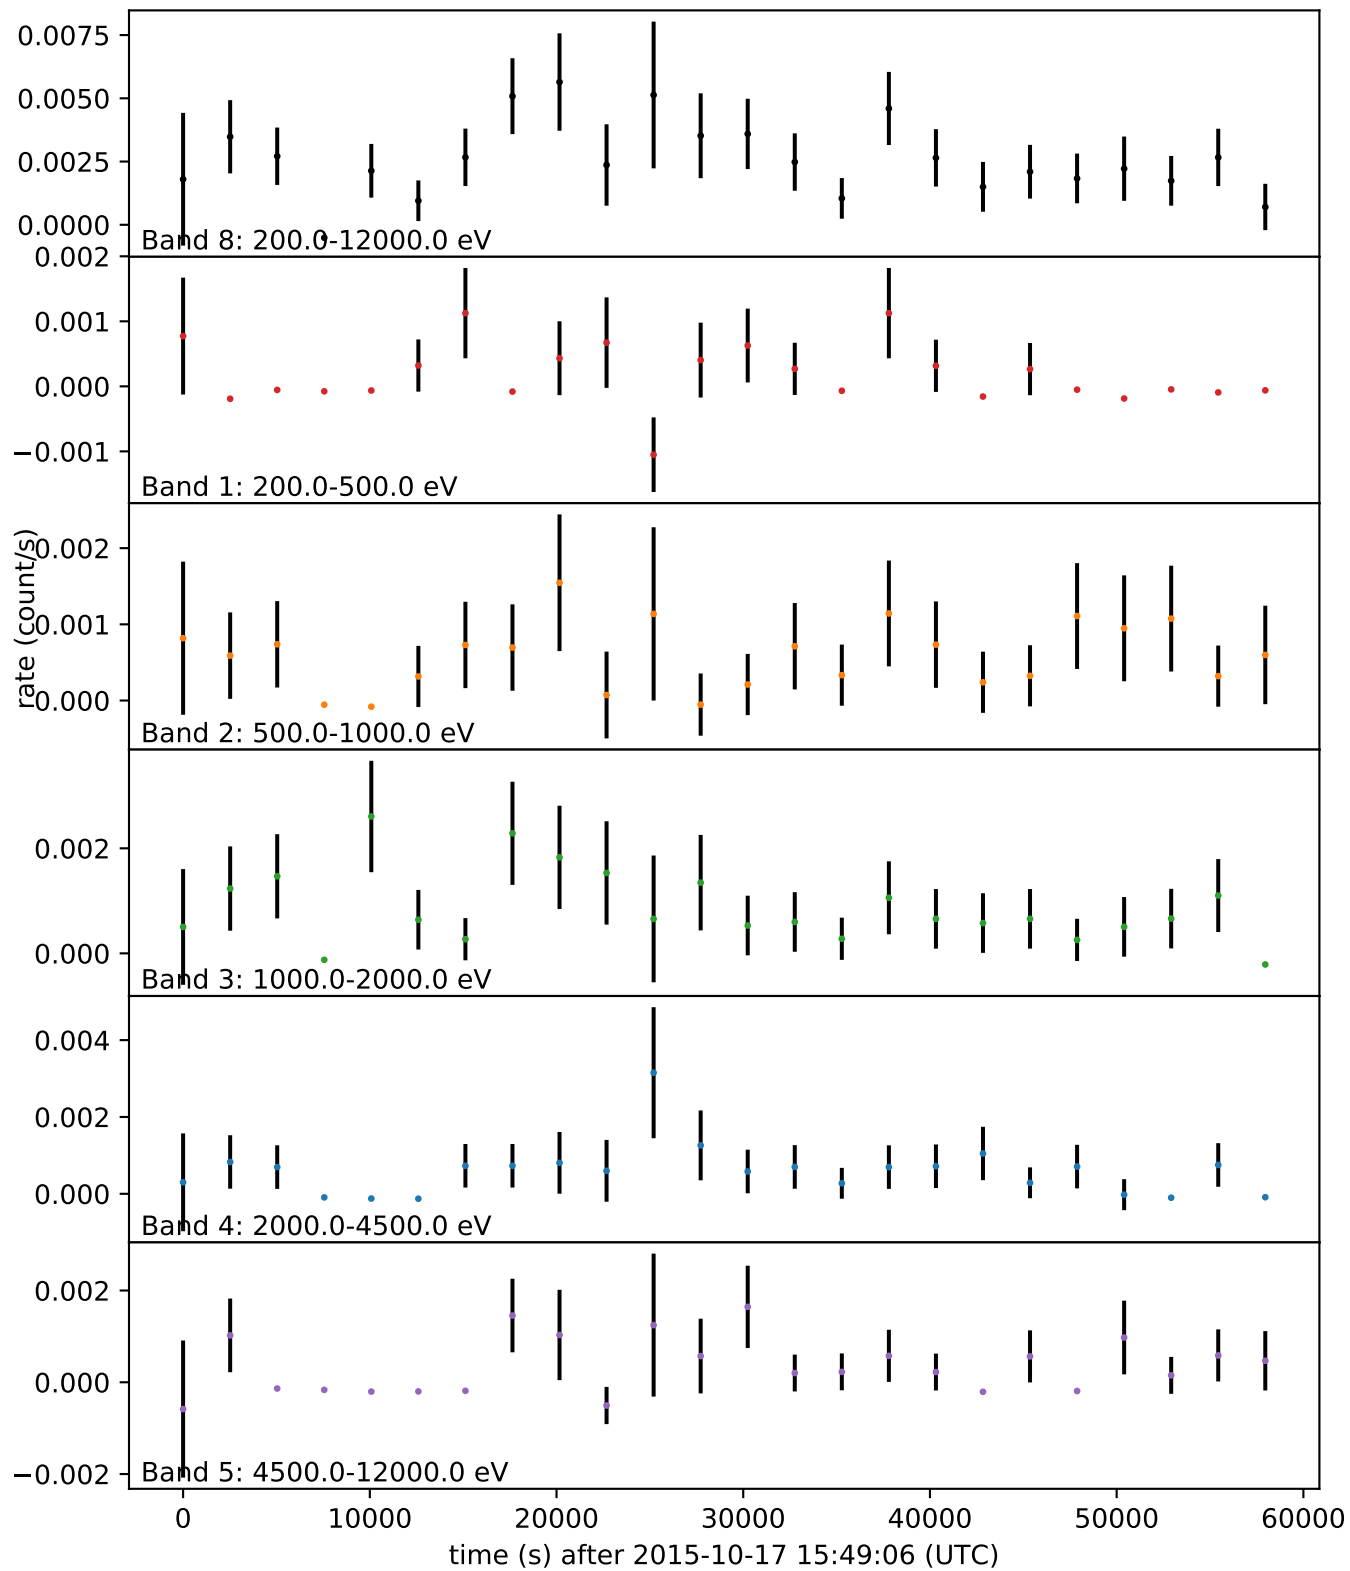 0.0075
0.0050
0.0025
0.0000
Band 8: 200.0-12000.0 eV
0.002
0.001
0.000
−0.001
Band 1: 200.0-500.0 eV
rate (count/s)
0.002
0.001
0.000
Band 2: 500.0-1000.0 eV
0.002
0.000
Band 3: 1000.0-2000.0 eV
0.004
0.002
0.000
Band 4: 2000.0-4500.0 eV
0.002
0.000
−0.002
Band 5: 4500.0-12000.0 eV
0 10000 20000 30000 40000 50000 60000
time (s) after 2015-10-17 15:49:06 (UTC)